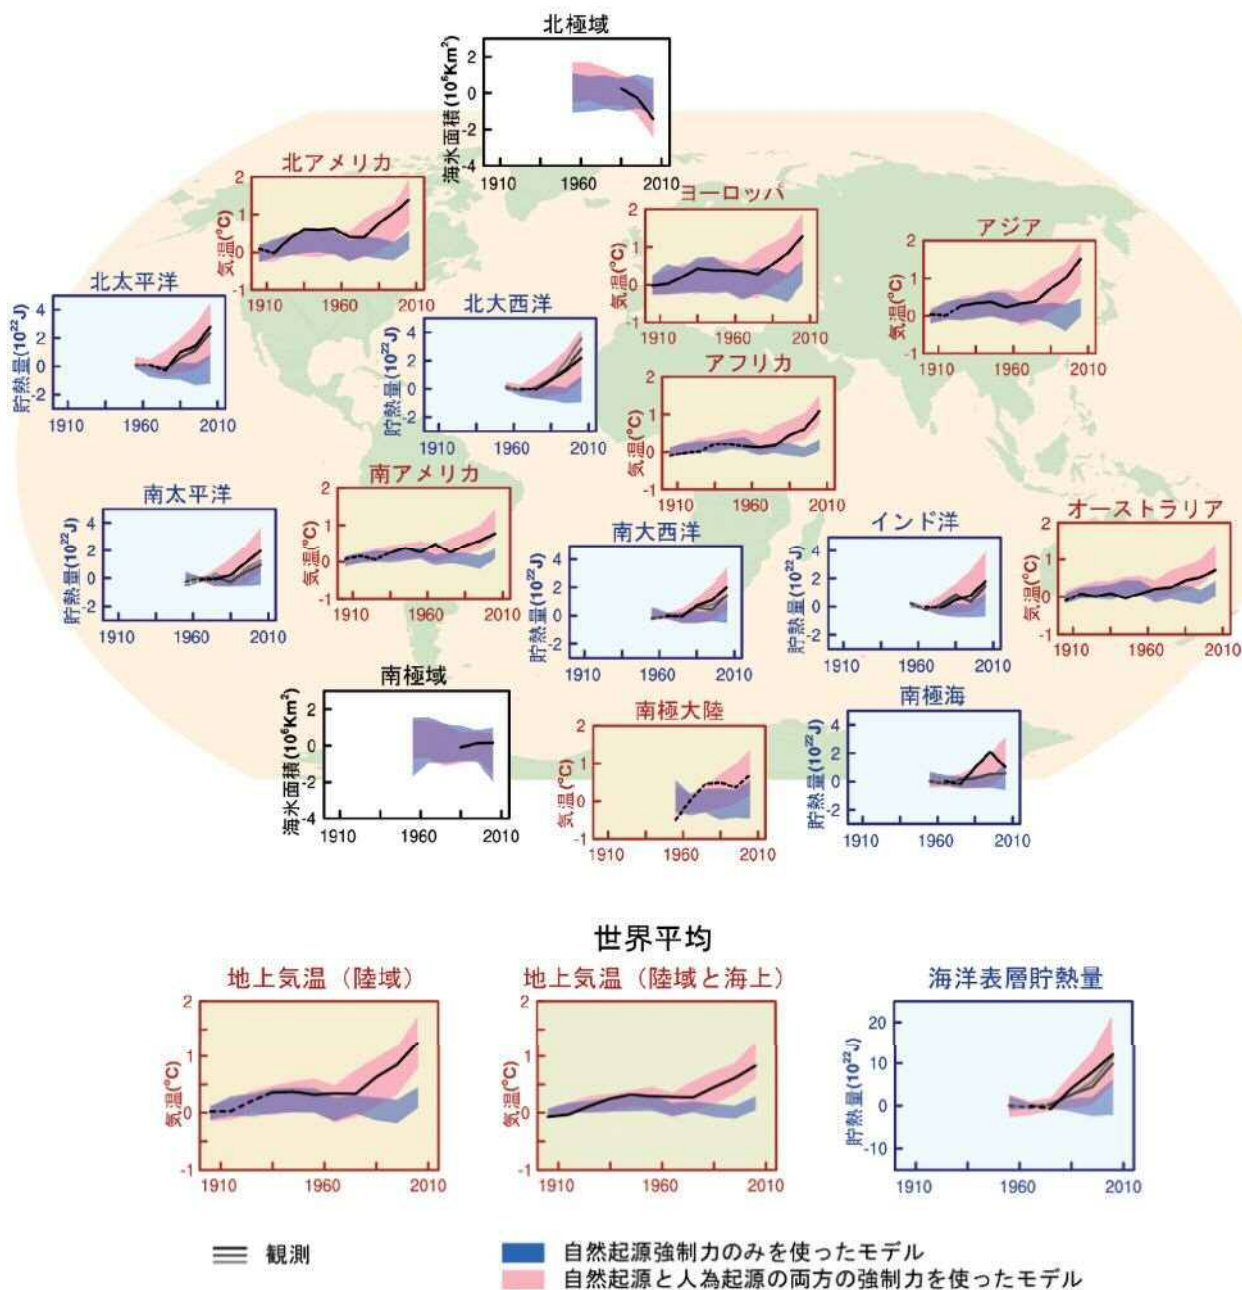 北極域
海氷面積(10⁶Km²)
2
0
-2
-4
1910 1960 2010
北アメリカ
気温(°C)
2
1
0
-1
1910 1960 2010
ヨーロッパ
気温(°C)
2
1
0
-1
1910 1960 2010
アジア
気温(°C)
2
1
0
-1
1910 1960 2010
北太平洋
貯熱量(10²²J)
4
2
0
-2
1910 1960 2010
北大西洋
貯熱量(10²²J)
4
2
0
-2
1910 1960 2010
アフリカ
気温(°C)
2
1
0
-1
1910 1960 2010
南太平洋
貯熱量(10²²J)
4
2
0
-2
1910 1960 2010
南アメリカ
気温(°C)
2
1
0
-1
1910 1960 2010
南大西洋
貯熱量(10²²J)
4
2
0
-2
1910 1960 2010
インド洋
貯熱量(10²²J)
4
2
0
-2
1910 1960 2010
オーストラリア
気温(°C)
2
1
0
-1
1910 1960 2010
南極域
海氷面積(10⁶Km²)
2
0
-2
-4
1910 1960 2010
南極大陸
気温(°C)
2
1
0
-1
1910 1960 2010
南極海
貯熱量(10²²J)
4
2
0
-2
1910 1960 2010
世界平均
地上気温（陸域）
気温(°C)
2
1
0
-1
1910 1960 2010
地上気温（陸域と海上）
気温(°C)
2
1
0
-1
1910 1960 2010
海洋表層貯熱量
貯熱量(10²²J)
20
10
0
-10
1910 1960 2010
観測
自然起源強制力のみを使ったモデル
自然起源と人為起源の両方の強制力を使ったモデル